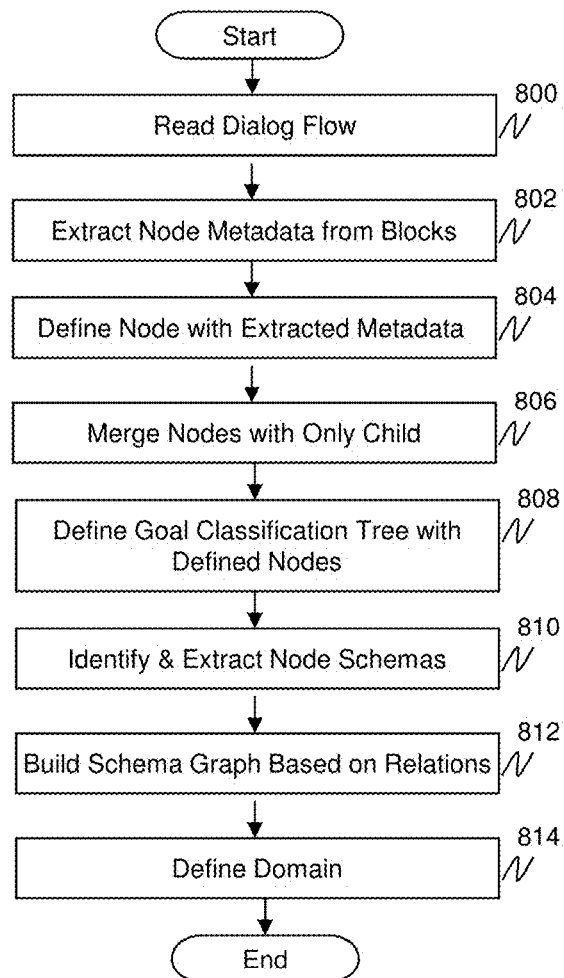 Start
800
Read Dialog Flow
802
Extract Node Metadata from Blocks
804
Define Node with Extracted Metadata
806
Merge Nodes with Only Child
808
Define Goal Classification Tree with
Defined Nodes
810
Identify & Extract Node Schemas
812
Build Schema Graph Based on Relations
814
Define Domain
End